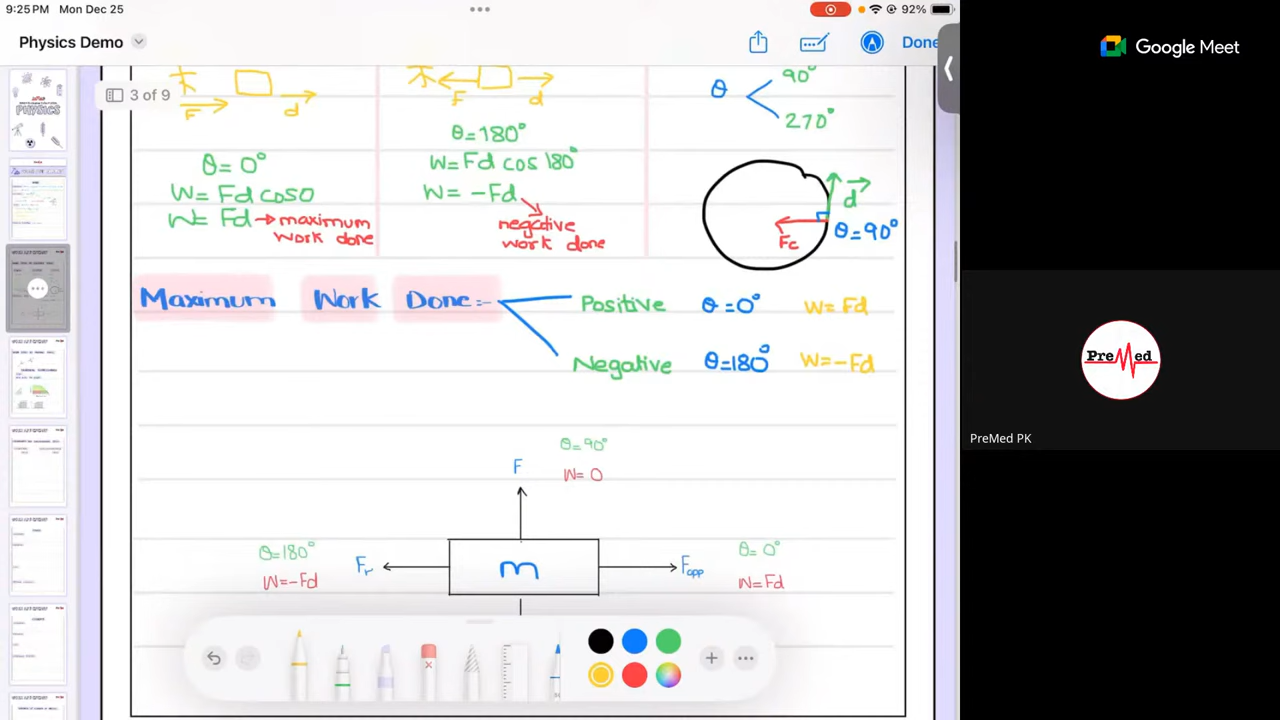 9:25 PM Mon Dec 25
92%
Physics Demo
Done
Google Meet
3 of 9
PHYSICS
F
d
θ=0°
W= Fd cos0
W= Fd → maximum
work done
F
d
θ=180°
W=Fd cos 180°
W= -Fd
negative
work done
θ
90°
270°
d
Fc
θ=90°
Maximum Work Done:-
Positive θ=0° W=Fd
Negative θ=180° W=-Fd
θ=90°
F
W= 0
θ=180°
W=-Fd
Fr
m
Fapp
θ=0°
W=Fd
PreMed
PreMed PK